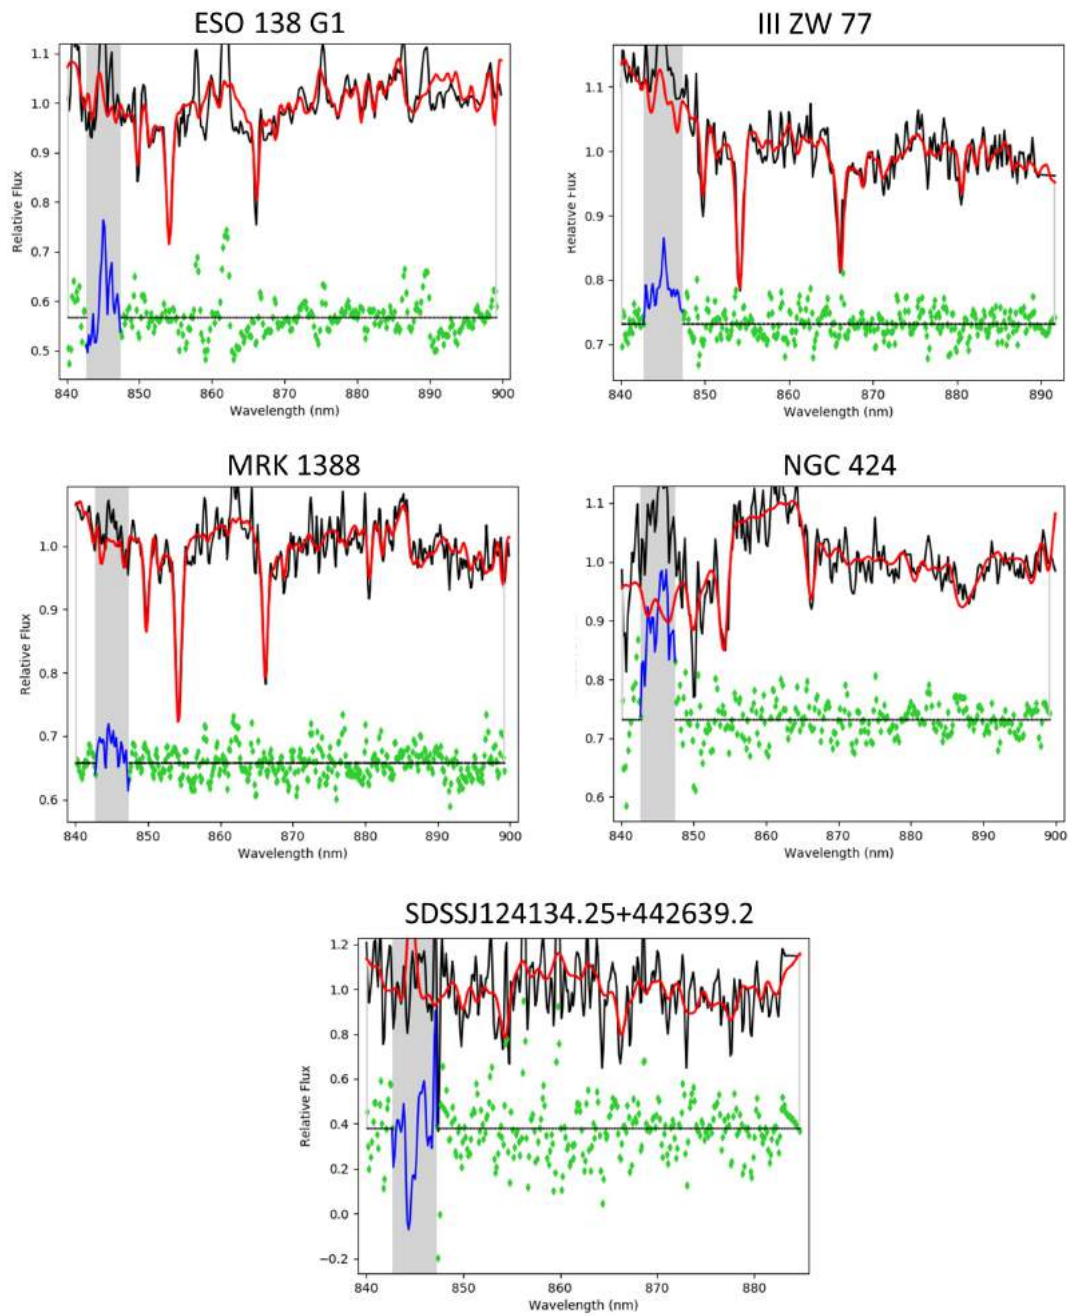 ESO 138 G1
1.1
1.0
0.9
0.8
0.7
0.6
0.5
Relative Flux
840 850 860 870 880 890 900
Wavelength (nm)
III ZW 77
1.1
1.0
0.9
0.8
0.7
Relative Flux
840 850 860 870 880 890
Wavelength (nm)
MRK 1388
1.0
0.9
0.8
0.7
0.6
Relative Flux
840 850 860 870 880 890 900
Wavelength (nm)
NGC 424
1.1
1.0
0.9
0.8
0.7
0.6
840 850 860 870 880 890 900
Wavelength (nm)
SDSSJ124134.25+442639.2
1.2
1.0
0.8
0.6
0.4
0.2
0.0
−0.2
Relative Flux
840 850 860 870 880
Wavelength (nm)